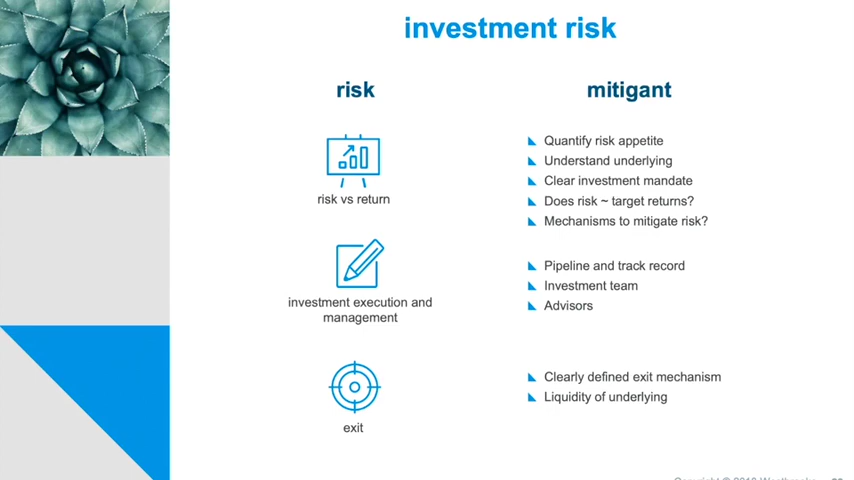 investment risk
risk
mitigant
risk vs return
Quantify risk appetite
Understand underlying
Clear investment mandate
Does risk ~ target returns?
Mechanisms to mitigate risk?
investment execution and
management
Pipeline and track record
Investment team
Advisors
exit
Clearly defined exit mechanism
Liquidity of underlying
Copyright ©